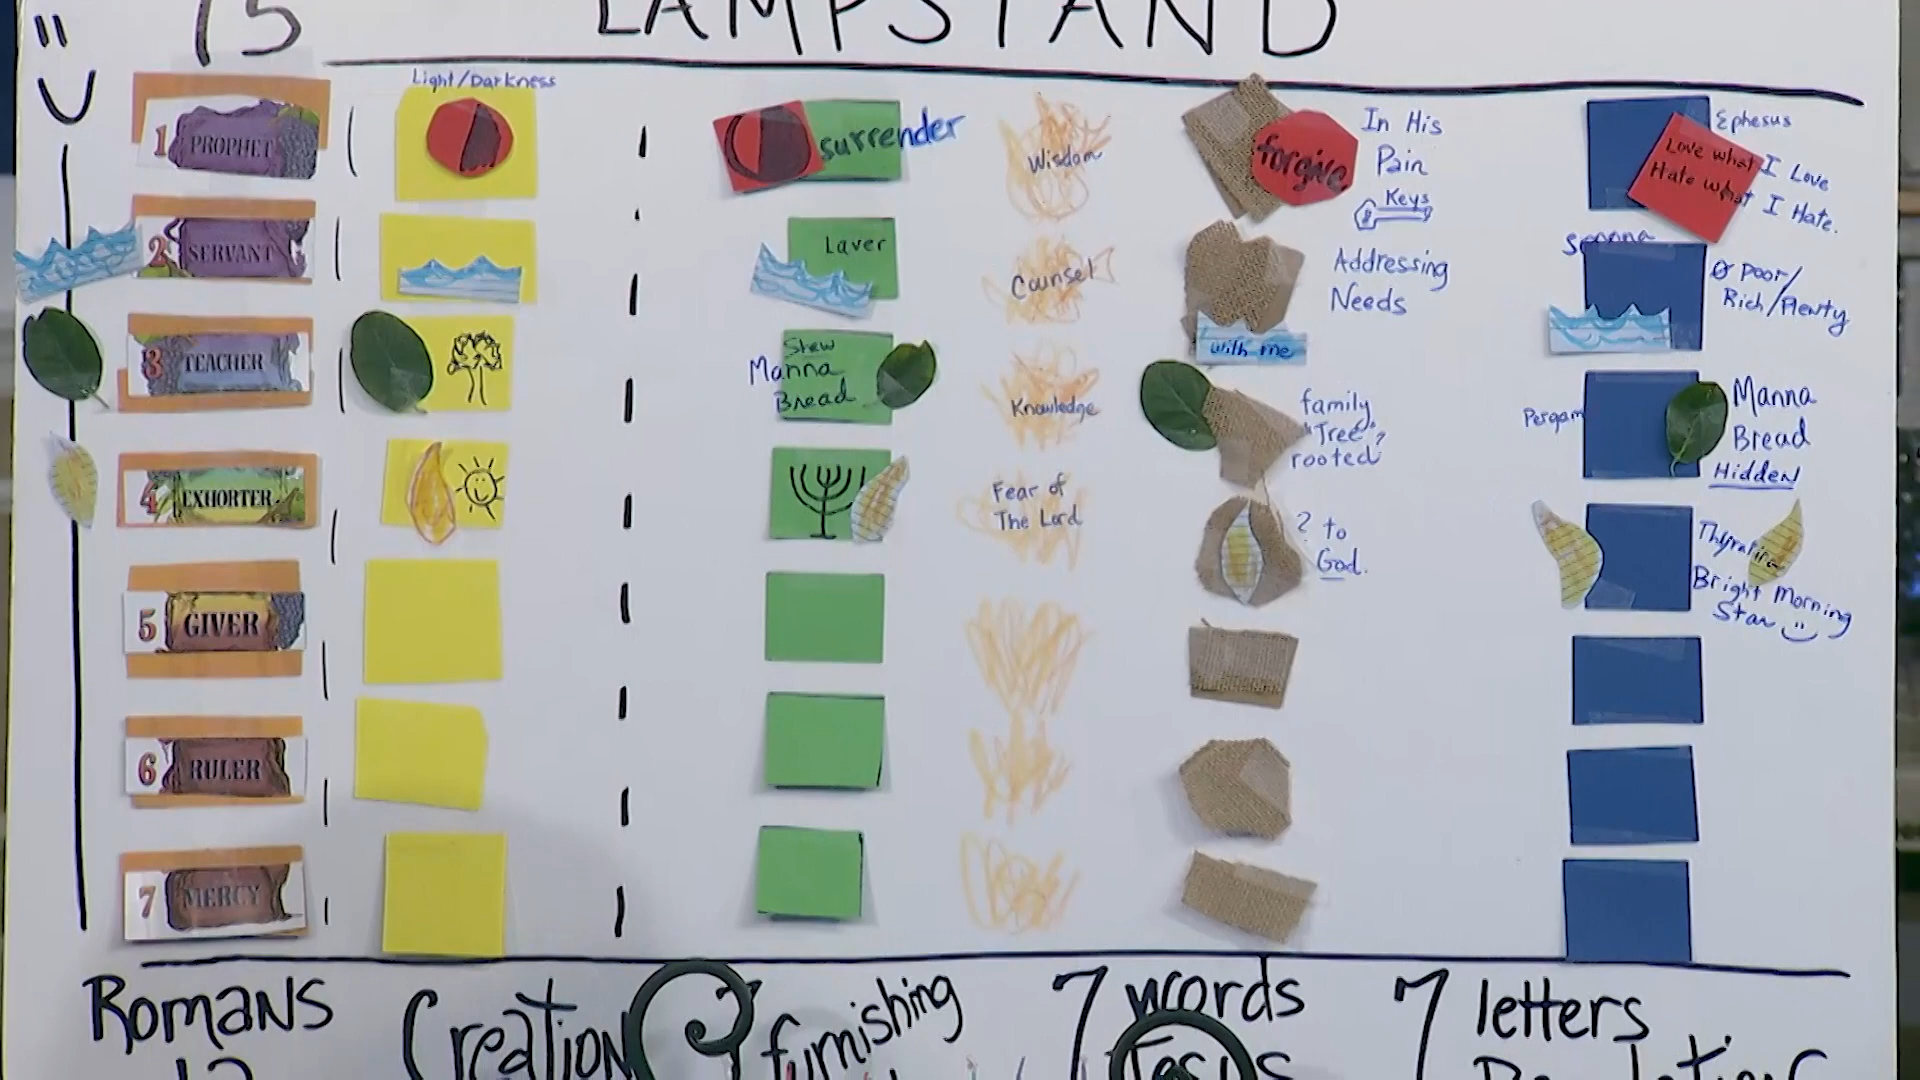 15 LAMPSTAND
Light/Darkness
1 PROPHET
surrender
Wisdom
forgive
In His
Pain
Keys
Ephesus
Love what I Love
Hate what I Hate.
2 SERVANT
Laver
Counsel
Addressing
Needs
with me
Poor/
Rich/Plenty
3 TEACHER
Shew
Manna
Bread
Knowledge
family
"Tree"?
rooted
Pergam
Manna
Bread
Hidden
4 EXHORTER
Fear of
The Lord
? to
God.
Bright Morning
Star
5 GIVER
6 RULER
7 MERCY
Romans
Creation
7 furnishing
7 words
Jesus
7 letters